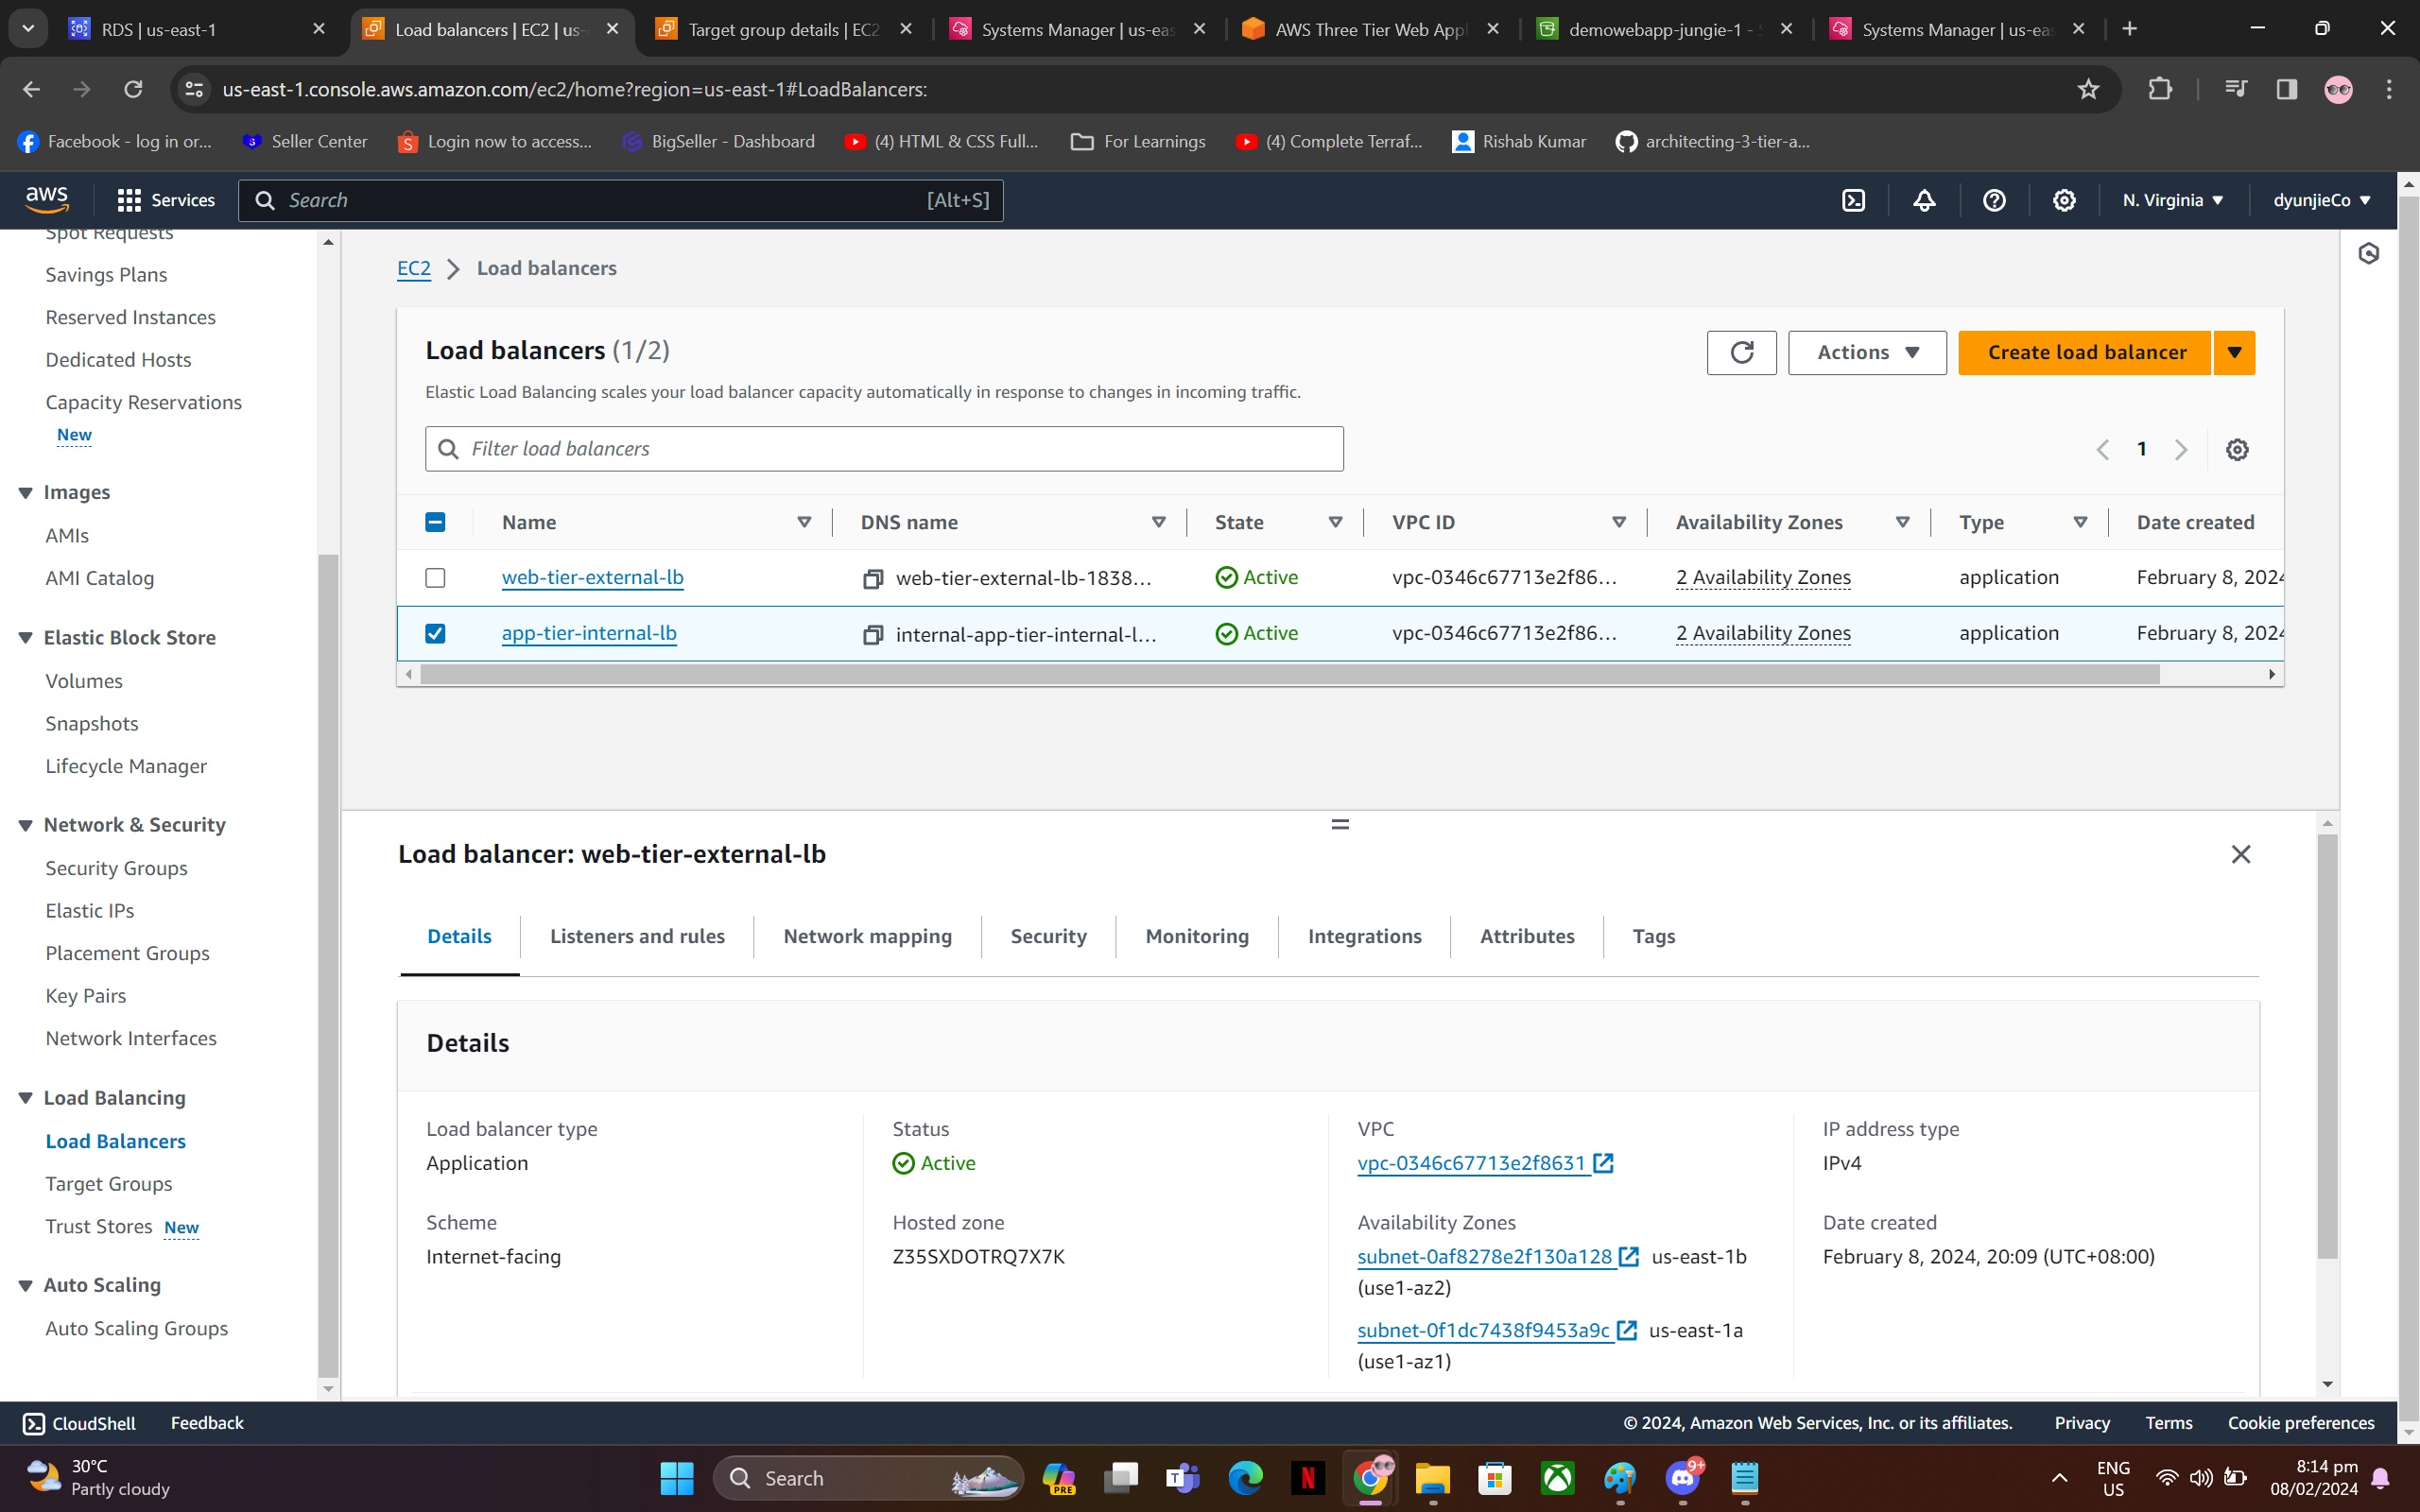 RDS | us-east-1
Load balancers | EC2 | us-
Target group details | EC2
Systems Manager | us-eas
AWS Three Tier Web Appl
demowebapp-jungie-1 - S
Systems Manager | us-eas
us-east-1.console.aws.amazon.com/ec2/home?region=us-east-1#LoadBalancers:
Facebook - log in or...
Seller Center
Login now to access...
BigSeller - Dashboard
(4) HTML & CSS Full...
For Learnings
(4) Complete Terraf...
Rishab Kumar
architecting-3-tier-a...
aws
Services
Search
[Alt+S]
N. Virginia
dyunjieCo
Spot Requests
Savings Plans
Reserved Instances
Dedicated Hosts
Capacity Reservations
New
Images
AMIs
AMI Catalog
Elastic Block Store
Volumes
Snapshots
Lifecycle Manager
Network & Security
Security Groups
Elastic IPs
Placement Groups
Key Pairs
Network Interfaces
Load Balancing
Load Balancers
Target Groups
Trust Stores New
Auto Scaling
Auto Scaling Groups
EC2 > Load balancers
Load balancers (1/2)
Actions
Create load balancer
Elastic Load Balancing scales your load balancer capacity automatically in response to changes in incoming traffic.
Filter load balancers
1
Name DNS name State VPC ID Availability Zones Type Date created
web-tier-external-lb web-tier-external-lb-1838... Active vpc-0346c67713e2f86... 2 Availability Zones application February 8, 2024
app-tier-internal-lb internal-app-tier-internal-l... Active vpc-0346c67713e2f86... 2 Availability Zones application February 8, 2024
Load balancer: web-tier-external-lb
Details Listeners and rules Network mapping Security Monitoring Integrations Attributes Tags
Details
Load balancer type
Application
Status
Active
VPC
vpc-0346c67713e2f8631
IP address type
IPv4
Scheme
Internet-facing
Hosted zone
Z35SXDOTRQ7X7K
Availability Zones
subnet-0af8278e2f130a128 us-east-1b
(use1-az2)
subnet-0f1dc7438f9453a9c us-east-1a
(use1-az1)
Date created
February 8, 2024, 20:09 (UTC+08:00)
CloudShell Feedback
© 2024, Amazon Web Services, Inc. or its affiliates. Privacy Terms Cookie preferences
30°C
Partly cloudy
Search
PRE
T
N
9+
ENG
US
8:14 pm
08/02/2024